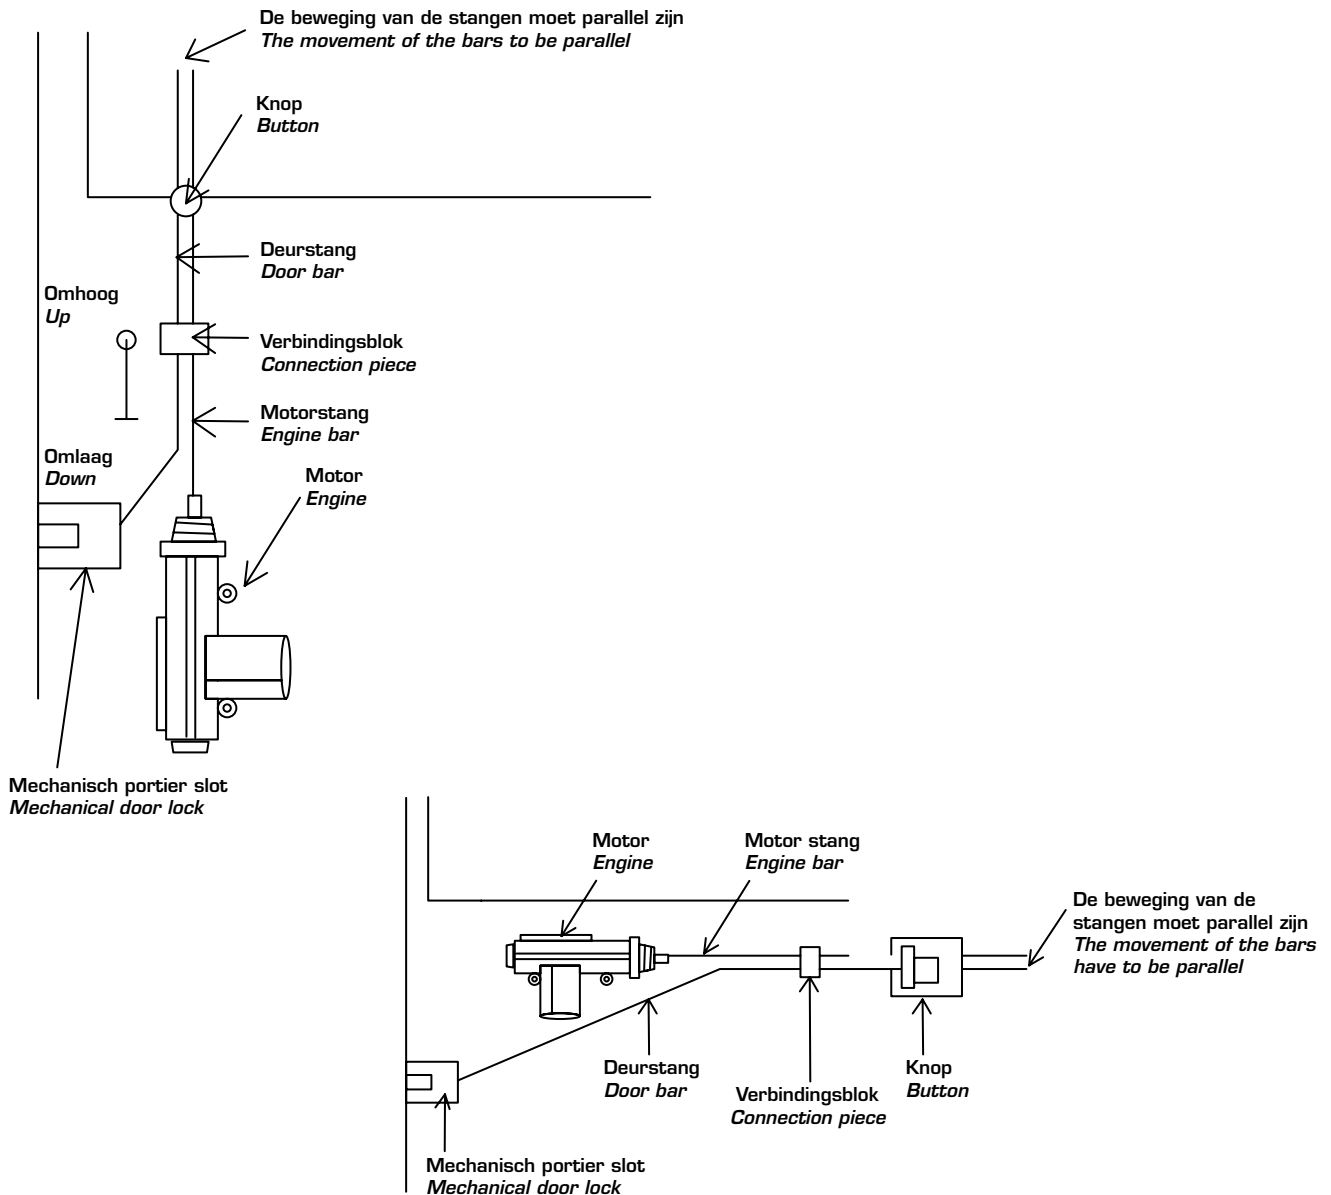 De beweging van de stangen moet parallel zijn
The movement of the bars to be parallel
Knop
Button
Deurstang
Door bar
Omhoog
Up
Verbindingsblok
Connection piece
Motorstang
Engine bar
Omlaag
Down
Motor
Engine
Mechanisch portier slot
Mechanical door lock
Motor
Engine
Motor stang
Engine bar
De beweging van de
stangen moet parallel zijn
The movement of the bars
have to be parallel
Deurstang
Door bar
Knop
Button
Verbindingsblok
Connection piece
Mechanisch portier slot
Mechanical door lock